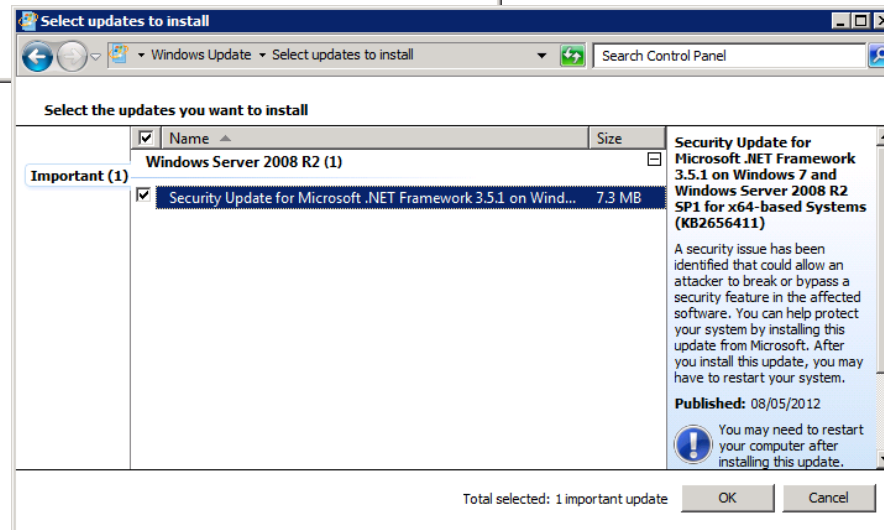 Select updates to install
Windows Update
Select updates to install
Search Control Panel
Select the updates you want to install
Name
Size
Windows Server 2008 R2 (1)
Important (1)
Security Update for Microsoft .NET Framework 3.5.1 on Wind...
7.3 MB
Security Update for
Microsoft .NET Framework
3.5.1 on Windows 7 and
Windows Server 2008 R2
SP1 for x64-based Systems
(KB2656411)
A security issue has been
identified that could allow an
attacker to break or bypass a
security feature in the affected
software. You can help protect
your system by installing this
update from Microsoft. After
you install this update, you may
have to restart your system.
Published: 08/05/2012
You may need to restart
your computer after
installing this update.
Total selected: 1 important update
OK
Cancel